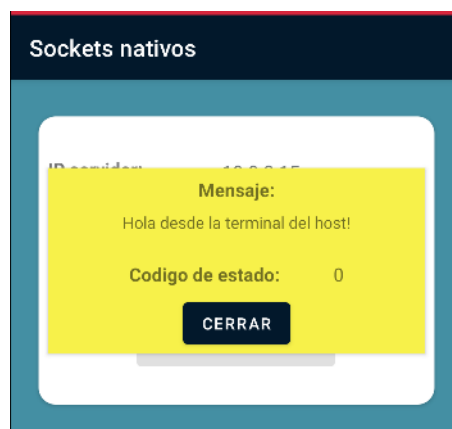 Sockets nativos
Mensaje:
Hola desde la terminal del host!
Codigo de estado: 0
CERRAR